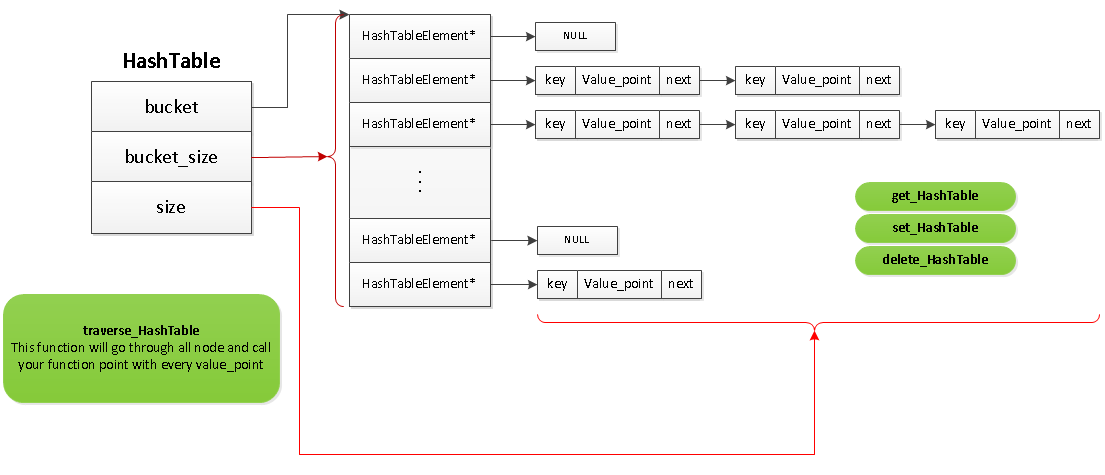 HashTable
bucket
bucket_size
size
HashTableElement*
NULL
HashTableElement*
key Value_point next
key Value_point next
HashTableElement*
key Value_point next
key Value_point next
key Value_point next
HashTableElement*
NULL
HashTableElement*
key Value_point next
get_HashTable
set_HashTable
delete_HashTable
traverse_HashTable
This function will go through all node and call
your function point with every value_point